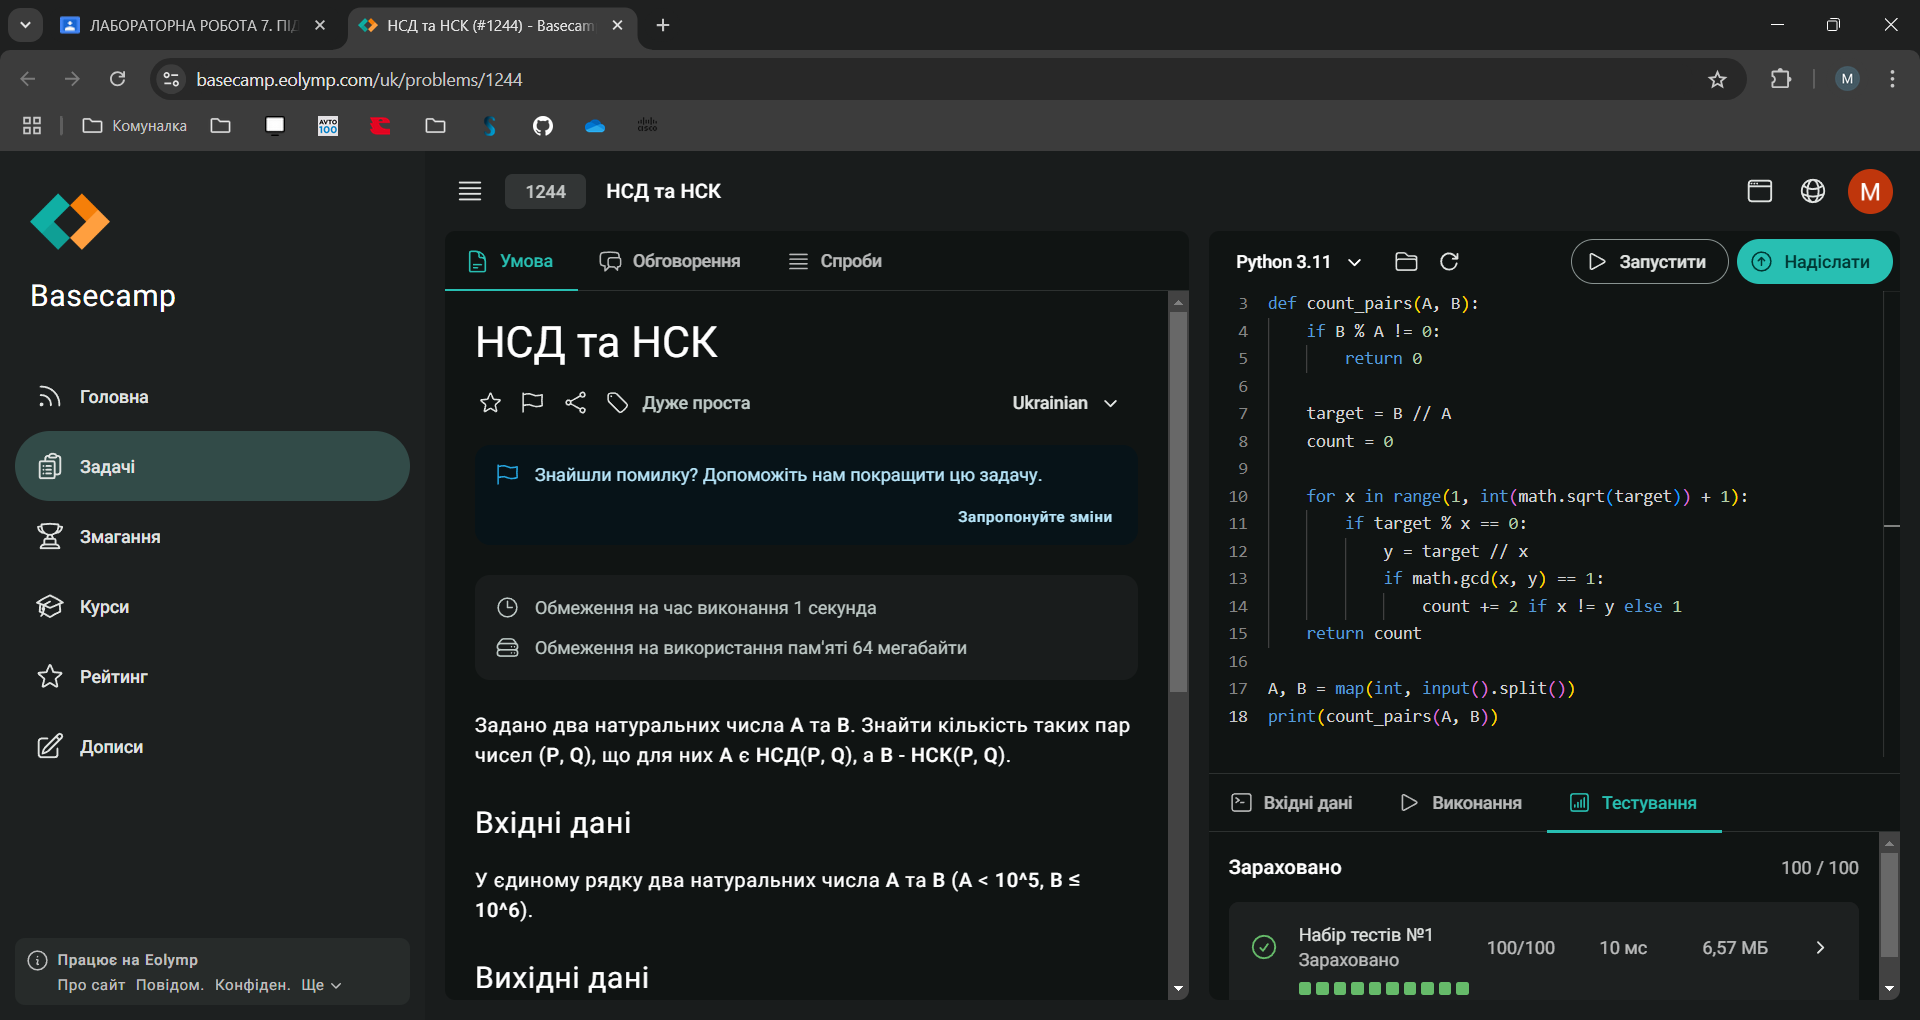 ЛАБОРАТОРНА РОБОТА 7. ПІД
НСД та НСК (#1244) - Basecam
basecamp.eolymp.com/uk/problems/1244
M
Комуналка
AVTO 100
cisco
Basecamp
Головна
Задачі
Змагання
Курси
Рейтинг
Дописи
Працює на Eolymp
Про сайт Повідом. Конфіден. Ще
1244 НСД та НСК
M
Умова Обговорення Спроби
НСД та НСК
Дуже проста
Ukrainian
Знайшли помилку? Допоможіть нам покращити цю задачу.
Запропонуйте зміни
Обмеження на час виконання 1 секунда
Обмеження на використання пам'яті 64 мегабайти
Задано два натуральних числа A та B. Знайти кількість таких пар
чисел (P, Q), що для них A є НСД(P, Q), а B - НСК(P, Q).
Вхідні дані
У єдиному рядку два натуральних числа A та B (A < 10^5, B ≤
10^6).
Вихідні дані
Python 3.11
Запустити
Надіслати
3 def count_pairs(A, B):
4 if B % A != 0:
5 return 0
6
7 target = B // A
8 count = 0
9
10 for x in range(1, int(math.sqrt(target)) + 1):
11 if target % x == 0:
12 y = target // x
13 if math.gcd(x, y) == 1:
14 count += 2 if x != y else 1
15 return count
16
17 A, B = map(int, input().split())
18 print(count_pairs(A, B))
Вхідні дані Виконання Тестування
Зараховано 100 / 100
Набір тестів №1
Зараховано
100/100 10 мс 6,57 МБ